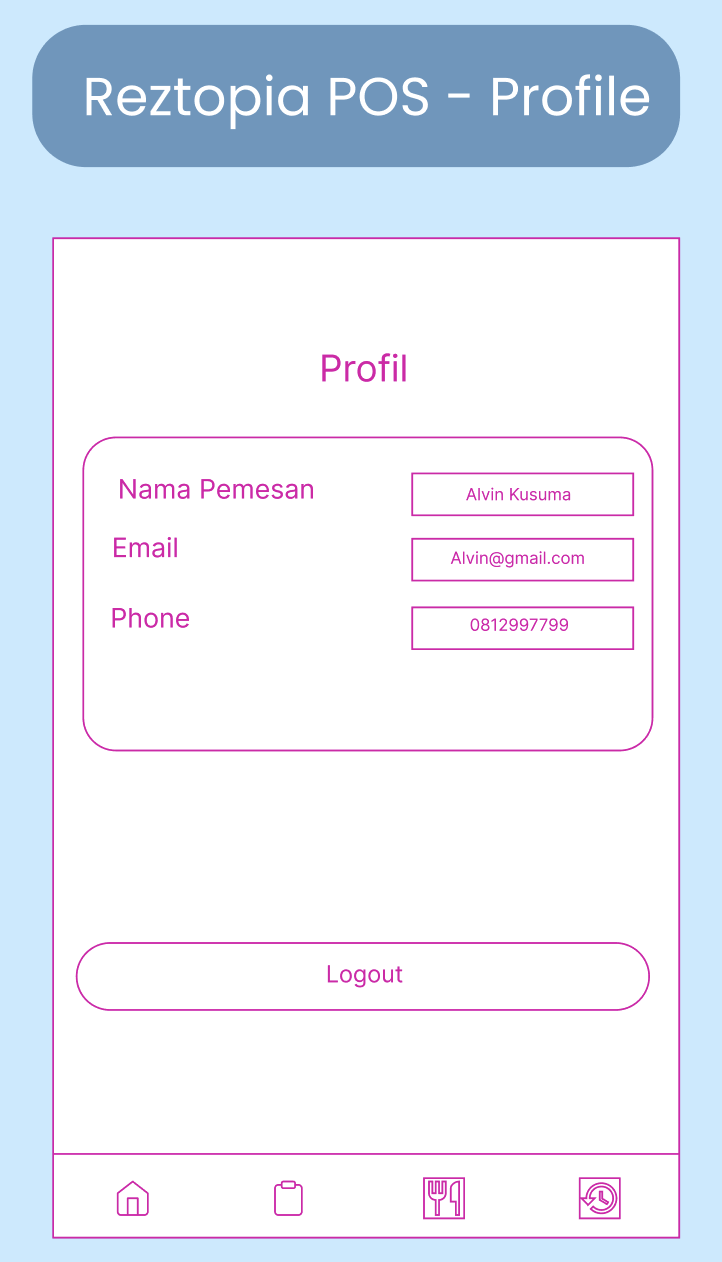 Reztopia POS - Profile
Profil
Nama Pemesan
Alvin Kusuma
Email
Alvin@gmail.com
Phone
0812997799
Logout